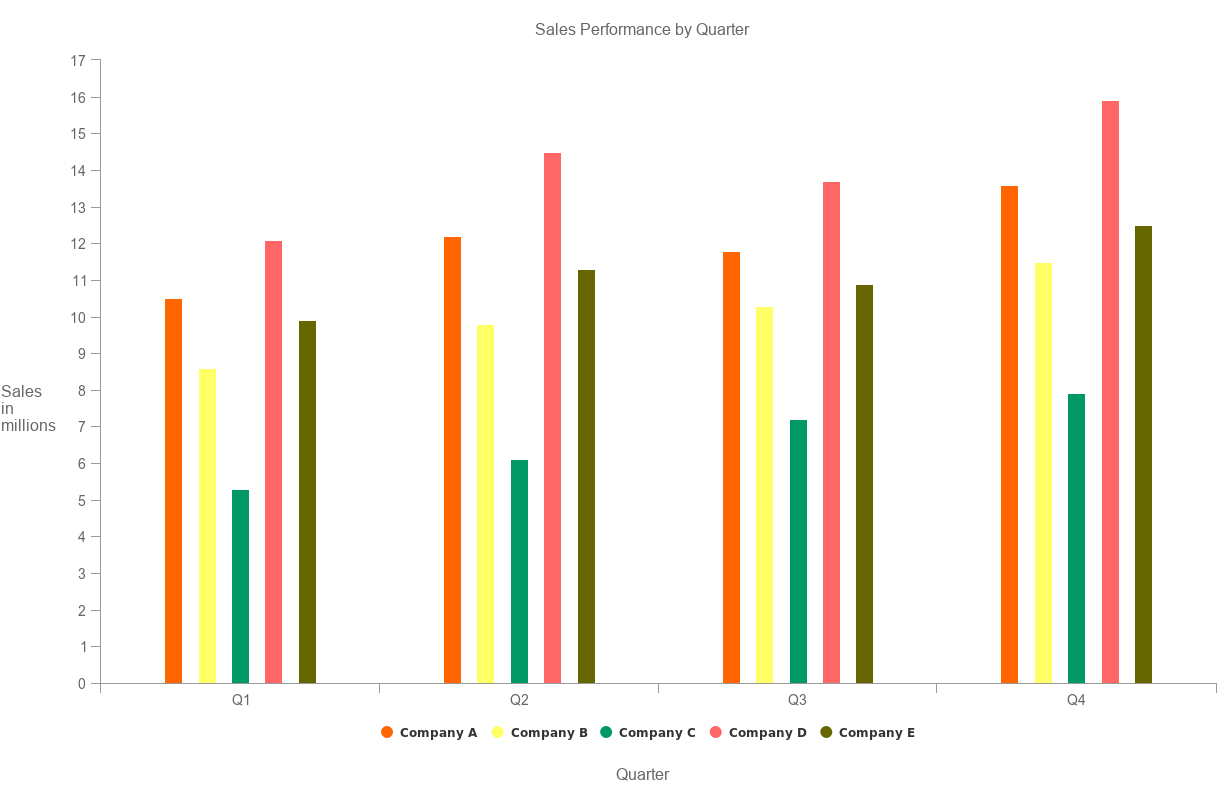 Sales Performance by Quarter
17
16
15
14
13
12
11
10
9
8
7
6
5
4
3
2
1
0
Sales
in
millions
Q1 Q2 Q3 Q4
Company A Company B Company C Company D Company E
Quarter